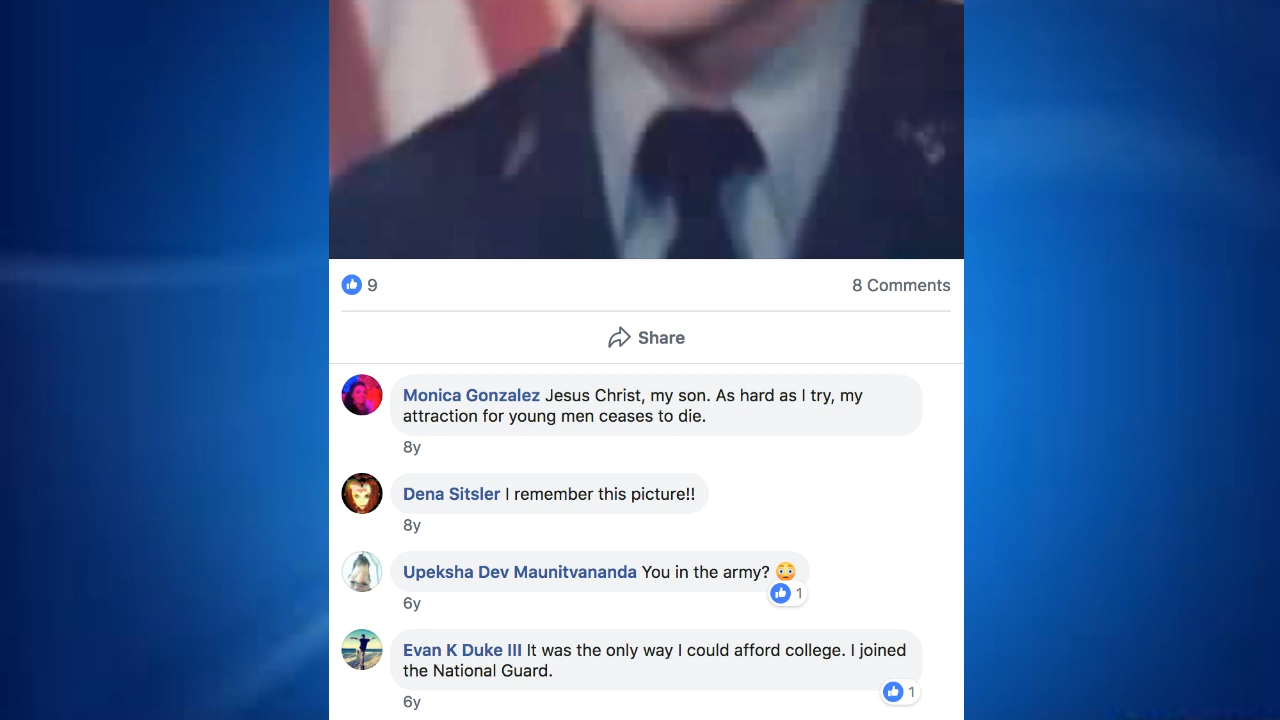 9
8 Comments
Share
Monica Gonzalez Jesus Christ, my son. As hard as I try, my
attraction for young men ceases to die.
8y
Dena Sitsler I remember this picture!!
8y
Upeksha Dev Maunitvananda You in the army? 😳
1
6y
Evan K Duke III It was the only way I could afford college. I joined
the National Guard.
1
6y